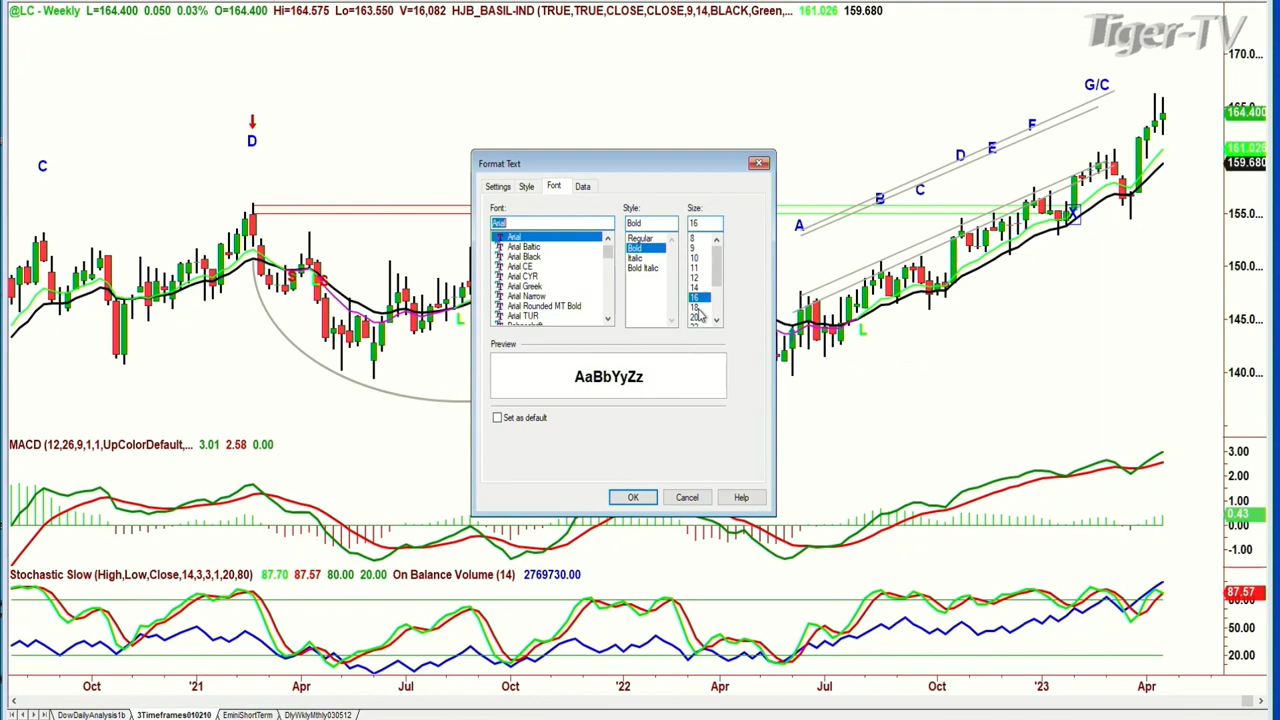 @LC - Weekly L=164.400 0.050 0.03% O=164.400 Hi=164.575 Lo=163.550 V=16,082 HJB_BASIL-IND (TRUE,TRUE,CLOSE,CLOSE,9,14,BLACK,Green,... 161.026 159.680
Tiger-TV
170.0...
G/C
165.0...
164.400
161.026
159.680
155.0...
150.0...
145.0...
140.0...
C
D
A
B
C
D
E
F
X
L
L
Format Text
Settings Style Font Data
Font: Style: Size:
Arial Bold 16
Arial
Arial Baltic
Arial Black
Arial CE
Arial CYR
Arial Greek
Arial Narrow
Arial Rounded MT Bold
Arial TUR
Regular
Bold
Italic
Bold Italic
8
9
10
11
12
14
16
18
20
Preview
AaBbYyZz
Set as default
OK Cancel Help
MACD (12,26,9,1,1,UpColorDefault,... 3.01 2.58 0.00
3.00
2.00
1.00
0.43
0.00
-1.00
Stochastic Slow (High,Low,Close,14,3,3,1,20,80) 87.70 87.57 80.00 20.00 On Balance Volume (14) 2769730.00
87.57
80.00
50.00
20.00
Oct '21 Apr Jul Oct '22 Apr Jul Oct '23 Apr
DowDailyAnalysis1b 3Timeframes010210 EminiShortTerm DlyWklyMthly030512